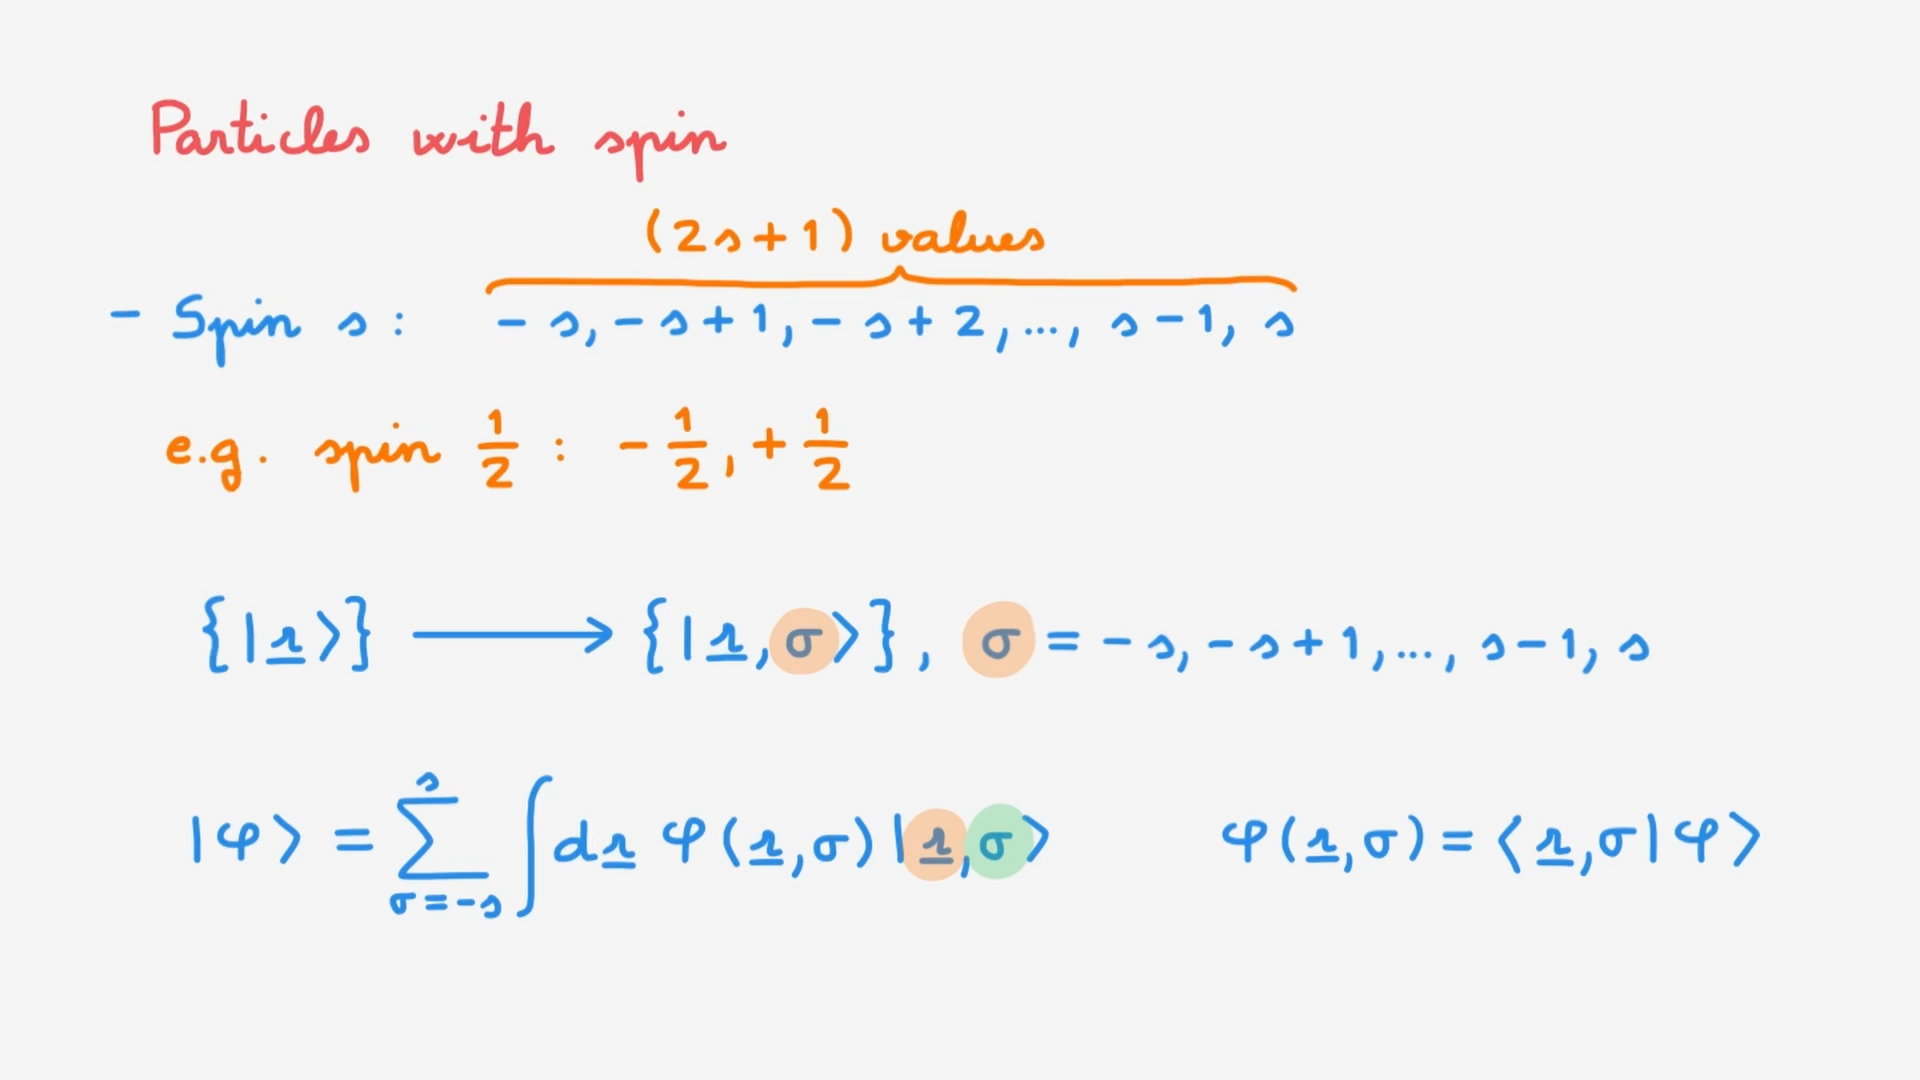 Particles with spin
(2s+1) values
- Spin s: -s, -s+1, -s+2, ..., s-1, s
e.g. spin 1/2 : -1/2, +1/2
{|r⟩} ⟶ {|r,σ⟩}, σ = -s, -s+1, ..., s-1, s
|φ⟩ = ∑_{σ=-s}^{s} ∫dr φ(r,σ)|r,σ⟩ φ(r,σ) = ⟨r,σ|φ⟩